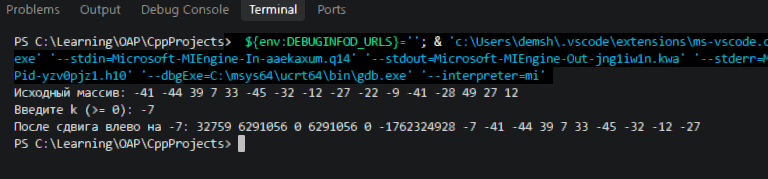 Problems Output Debug Console Terminal Ports
PS C:\Learning\OAP\CppProjects> ${env:DEBUGINFOD_URLS}=''; & 'c:\Users\demsh\.vscode\extensions\ms-vscode.c
exe' '--stdin=Microsoft-MIEngine-In-aaekaxum.q14' '--stdout=Microsoft-MIEngine-Out-jng1iw1n.kwa' '--stderr=M
Pid-yzv0pjz1.h10' '--dbgExe=C:\msys64\ucrt64\bin\gdb.exe' '--interpreter=mi'
Исходный массив: -41 -44 39 7 33 -45 -32 -12 -27 -22 -9 -41 -28 49 27 12
Введите k (>= 0): -7
После сдвига влево на -7: 32759 6291056 0 6291056 0 -1762324928 -7 -41 -44 39 7 33 -45 -32 -12 -27
PS C:\Learning\OAP\CppProjects>